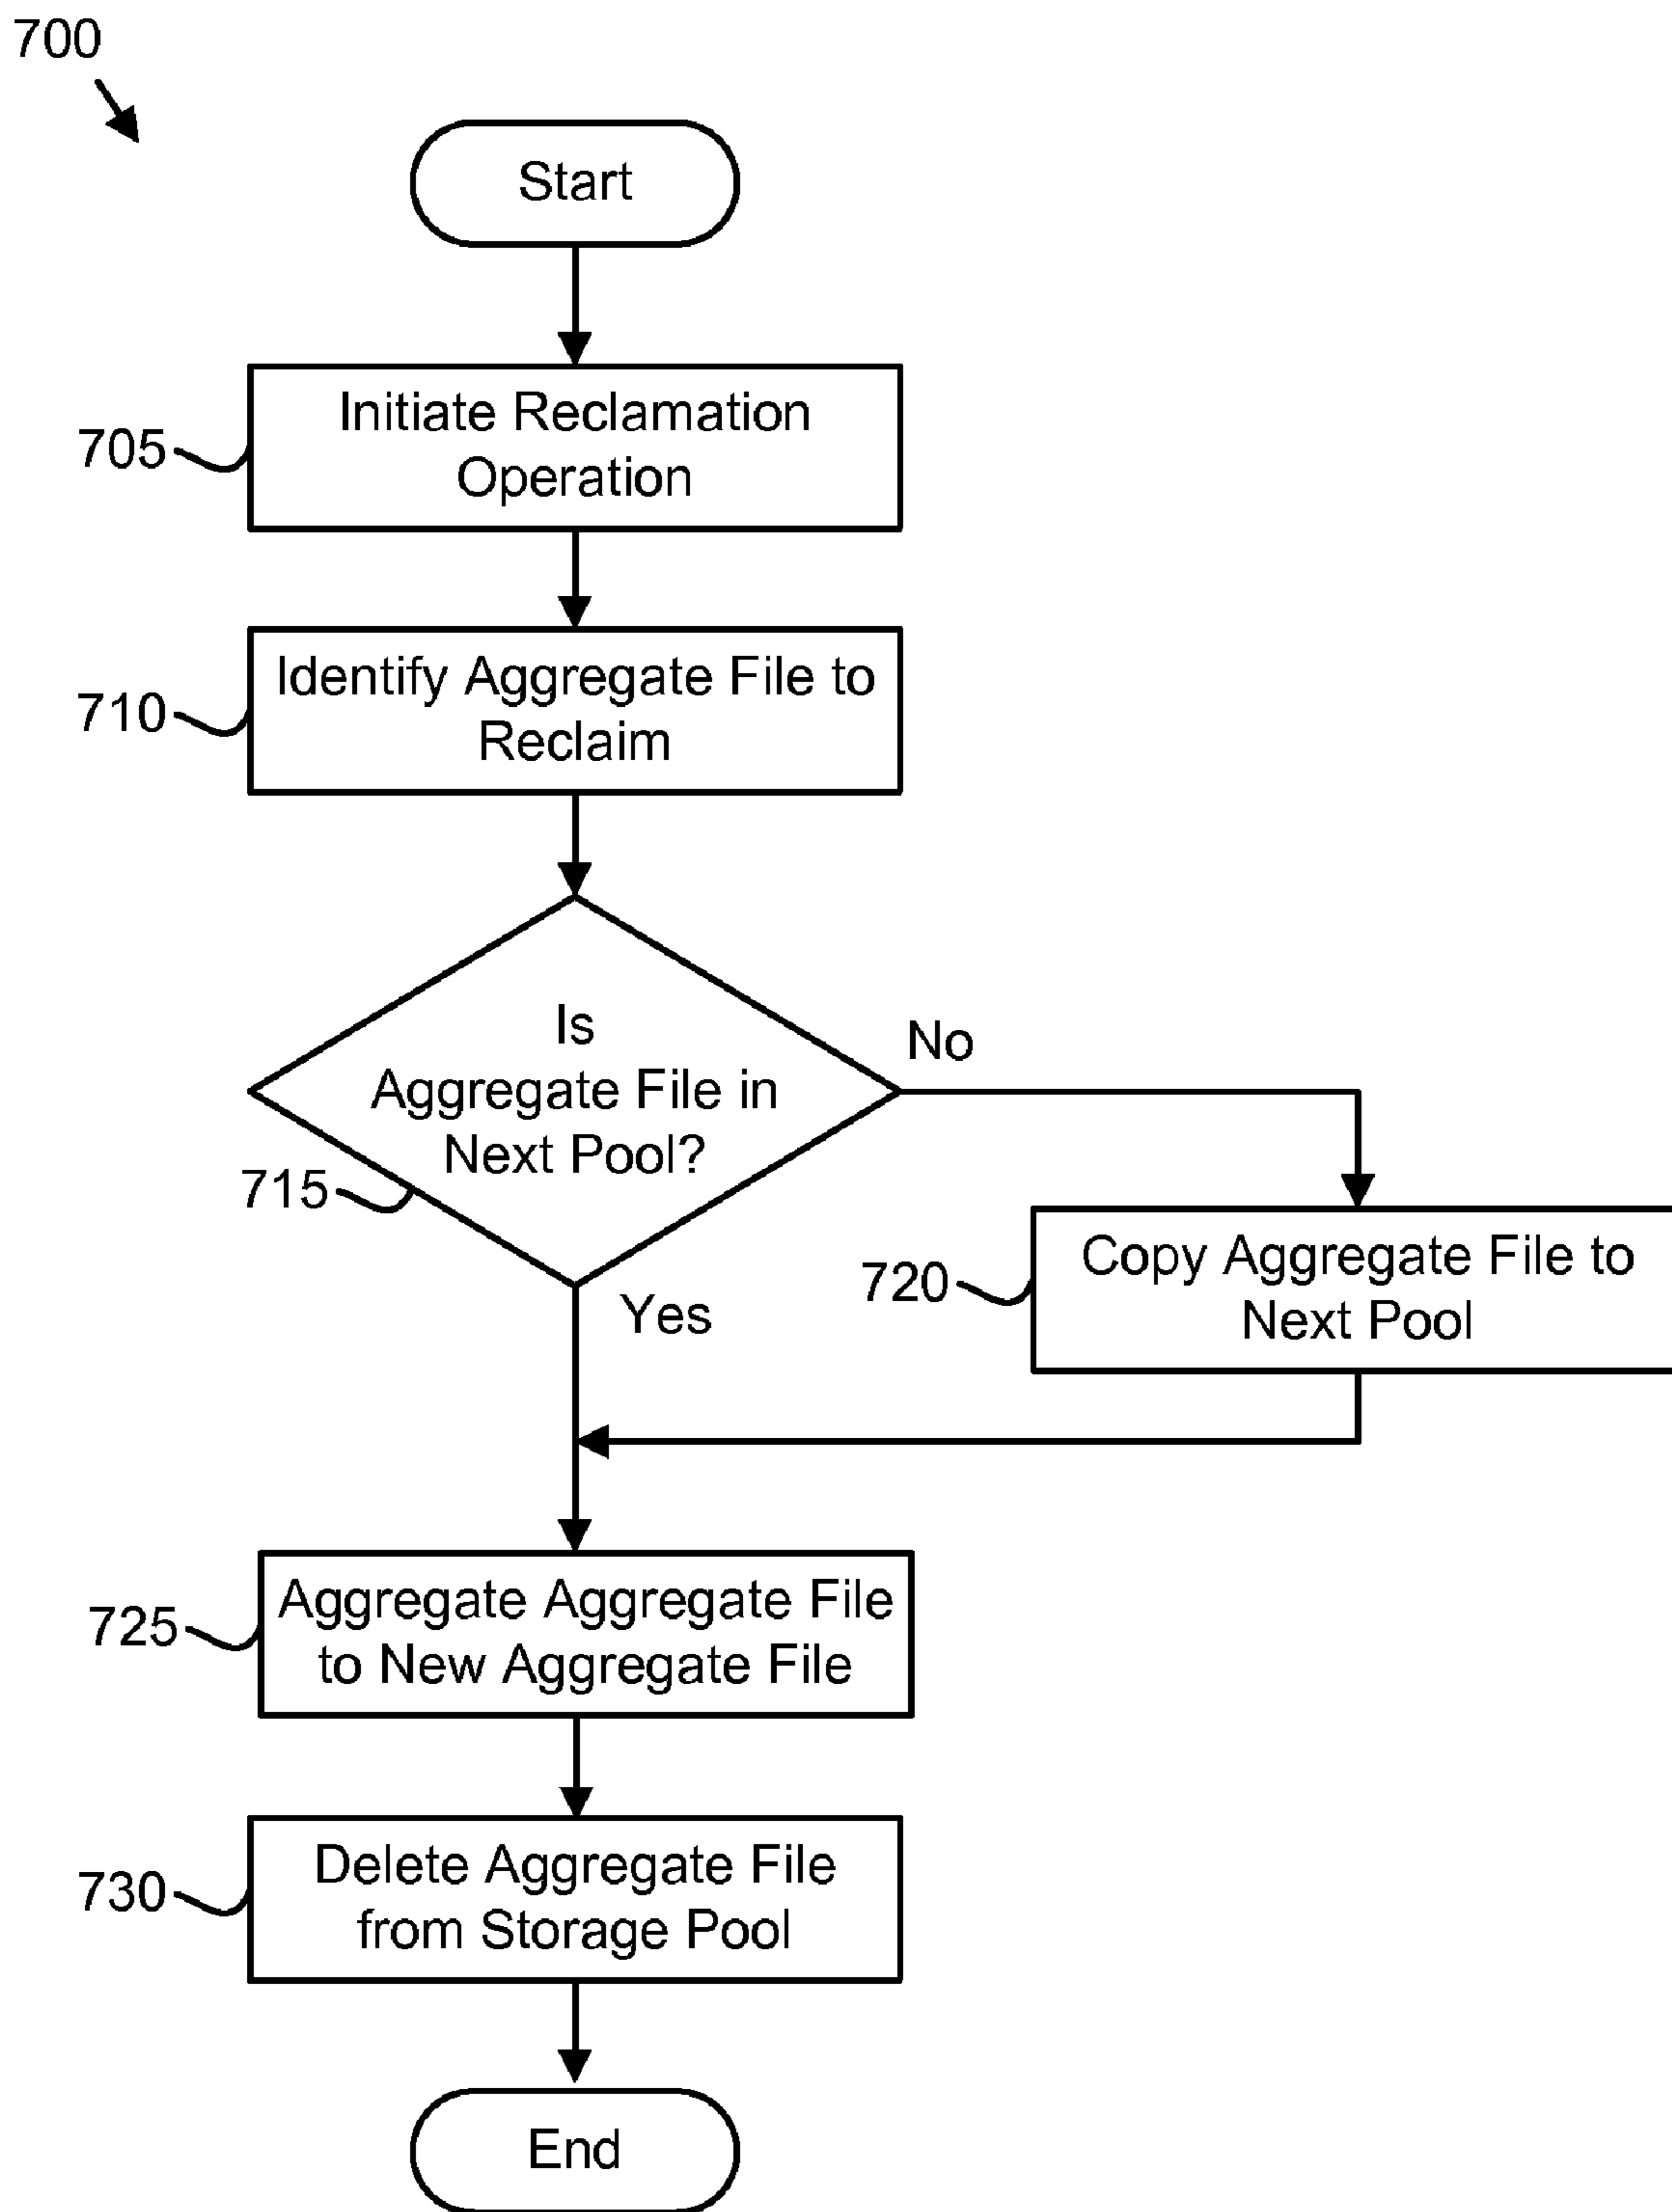 700
Start
705
Initiate Reclamation
Operation
710
Identify Aggregate File to
Reclaim
Is
Aggregate File in
Next Pool?
715
No
Yes
720
Copy Aggregate File to
Next Pool
725
Aggregate Aggregate File
to New Aggregate File
730
Delete Aggregate File
from Storage Pool
End